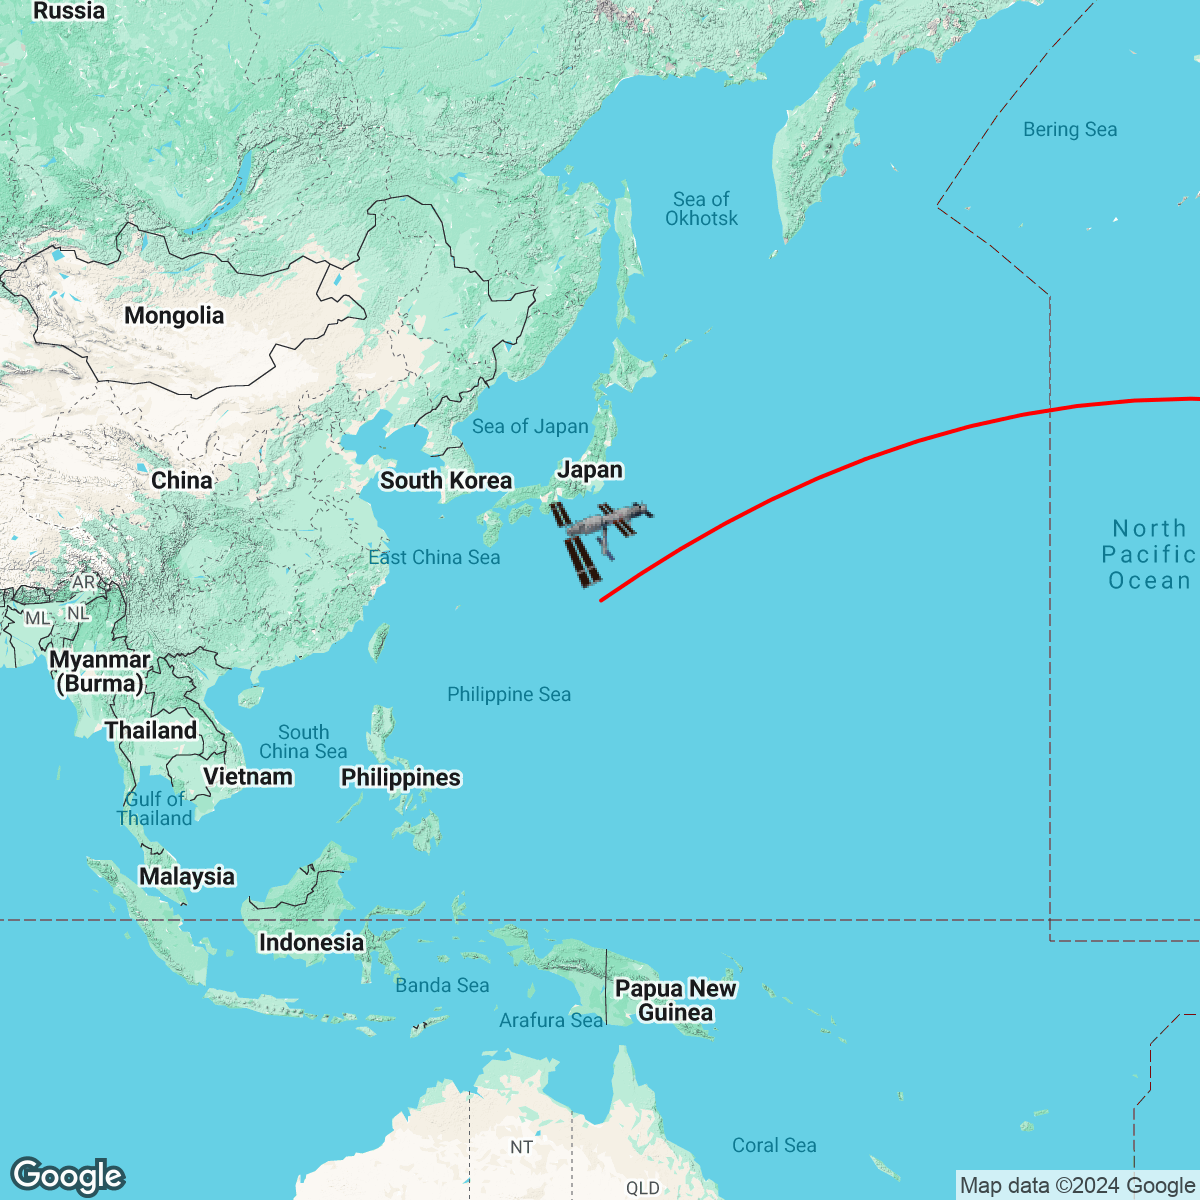 Russia
Bering Sea
Sea of
Okhotsk
Mongolia
Sea of Japan
Japan
China
South Korea
North
Pacific
Ocean
East China Sea
AR
ML
NL
Myanmar
(Burma)
Philippine Sea
Thailand
South
China Sea
Vietnam
Philippines
Gulf of
Thailand
Malaysia
Indonesia
Banda Sea
Papua New
Guinea
Arafura Sea
NT
Coral Sea
QLD
Google
Map data ©2024 Google